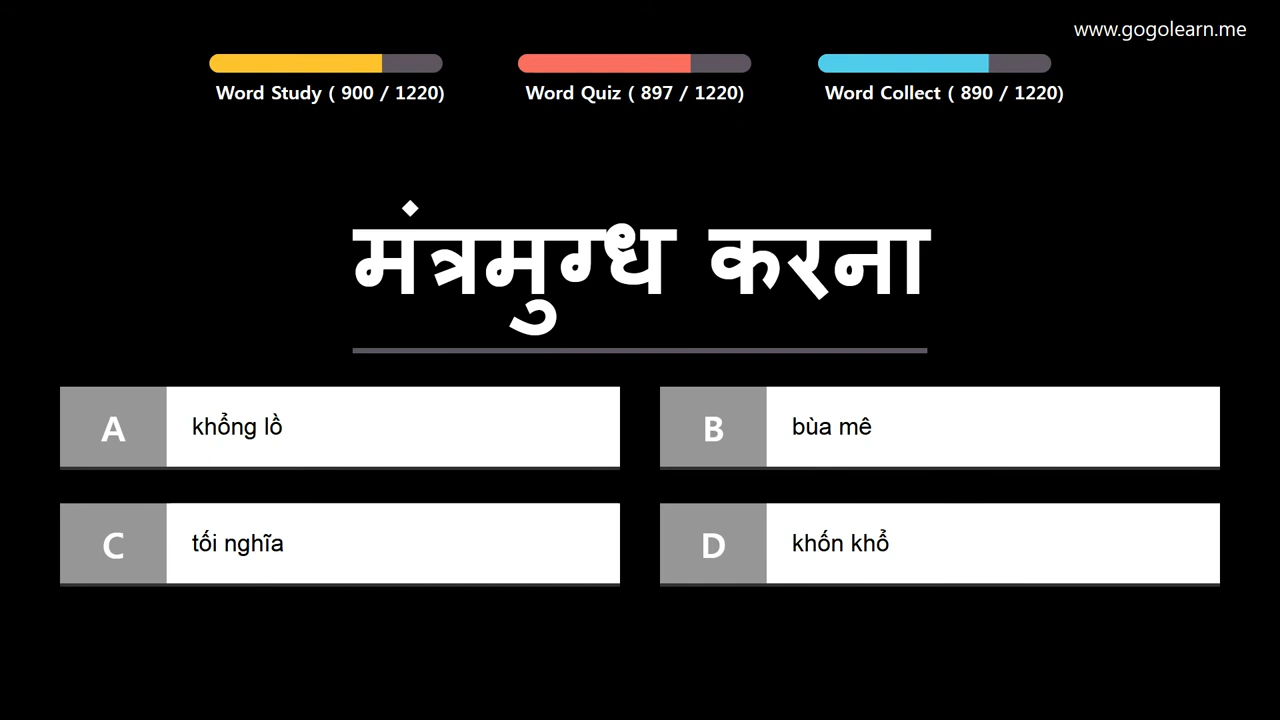 www.gogolearn.me
Word Study ( 900 / 1220)
Word Quiz ( 897 / 1220)
Word Collect ( 890 / 1220)
मंत्रमुग्ध करना
A
khổng lồ
B
bùa mê
C
tối nghĩa
D
khốn khổ